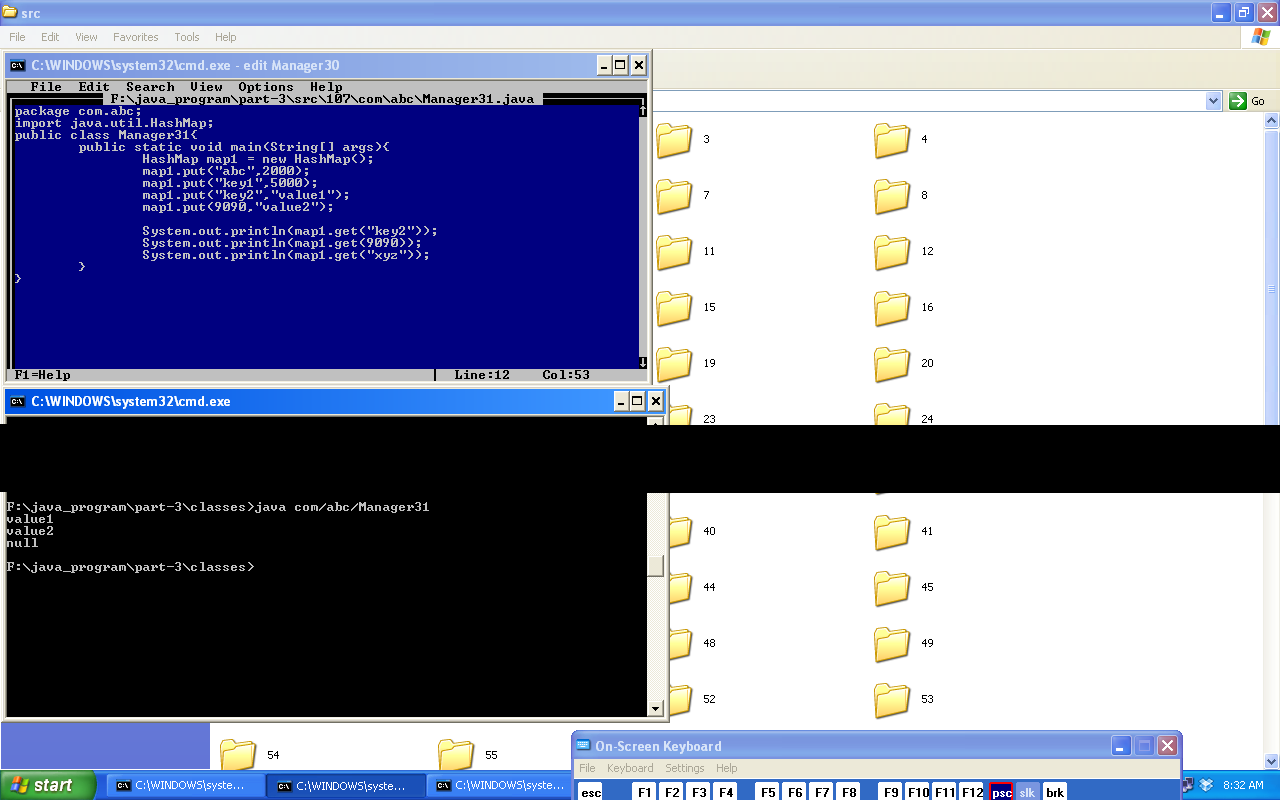 src
File Edit View Favorites Tools Help
C:\WINDOWS\system32\cmd.exe - edit Manager30
File Edit Search View Options Help
F:\java_program\part-3\src\107\com\abc\Manager31.java
package com.abc;
import java.util.HashMap;
public class Manager31{
public static void main(String[] args){
HashMap map1 = new HashMap();
map1.put("abc",2000);
map1.put("key1",5000);
map1.put("key2","value1");
map1.put(9090,"value2");
System.out.println(map1.get("key2"));
System.out.println(map1.get(9090));
System.out.println(map1.get("xyz"));
}
}
F1=Help Line:12 Col:53
Go
3 4
7 8
11 12
15 16
19 20
23 24
C:\WINDOWS\system32\cmd.exe
F:\java_program\part-3\classes>java com/abc/Manager31
value1
value2
null
F:\java_program\part-3\classes>
40 41
44 45
48 49
52 53
54 55
On-Screen Keyboard
File Keyboard Settings Help
esc F1 F2 F3 F4 F5 F6 F7 F8 F9 F10 F11 F12 psc slk brk
start C:\WINDOWS\syste... C:\WINDOWS\syste... C:\WINDOWS\syste... 8:32 AM